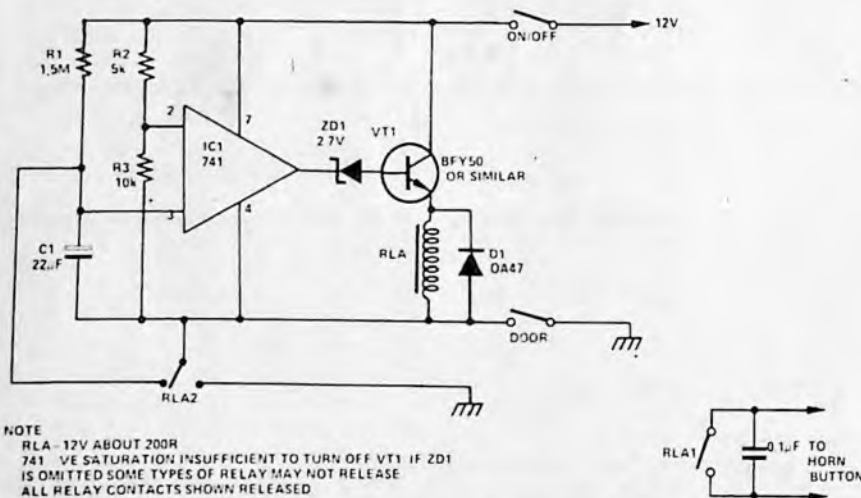 12V
ON/OFF
R1
1,5M
R2
5k
2
7
ZD1
2 7V
VT1
IC1
741
BFY50
OR SIMILAR
R3
10k
3
4
C1
22µF
RLA
D1
OA47
DOOR
RLA2
NOTE
RLA-12V ABOUT 200R
741 VE SATURATION INSUFFICIENT TO TURN OFF VT1 IF ZD1
IS OMITTED SOME TYPES OF RELAY MAY NOT RELEASE
ALL RELAY CONTACTS SHOWN RELEASED
RLA1
0.1µF
TO
HORN
BUTTON